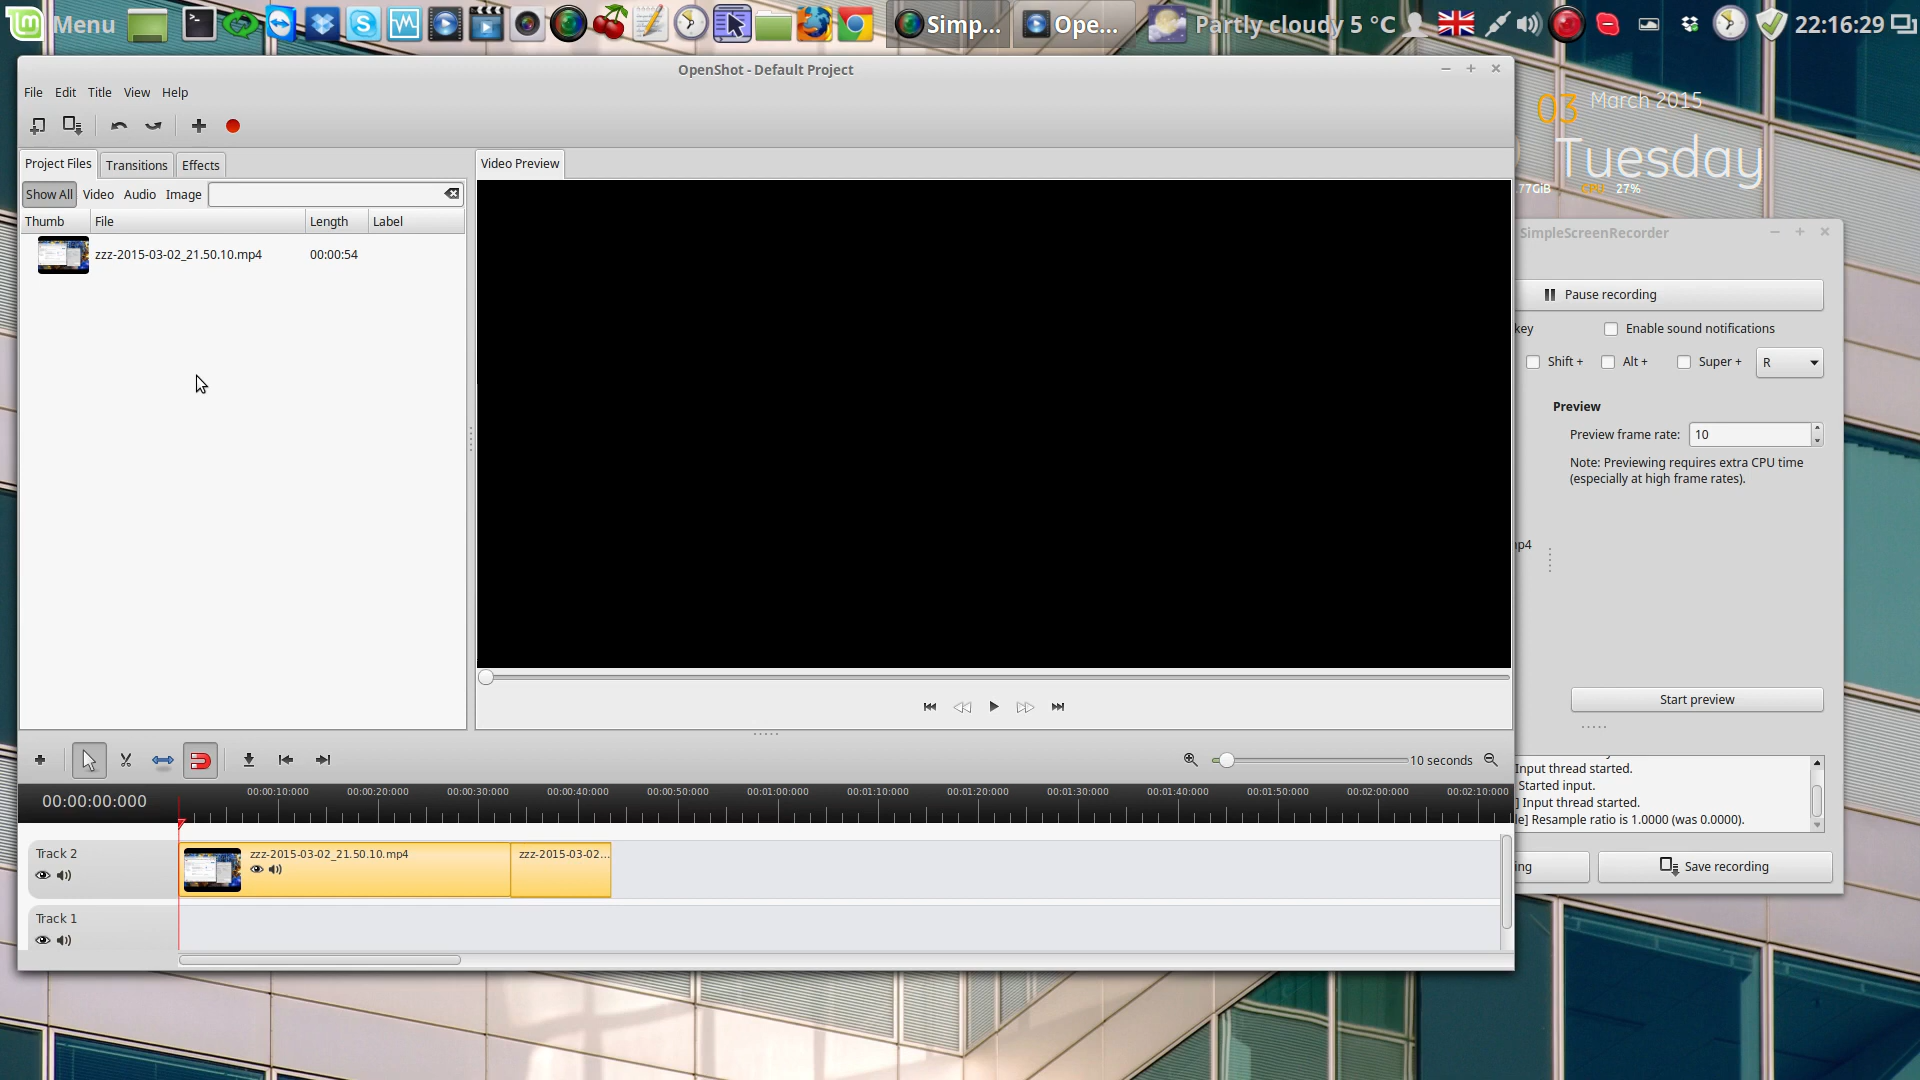 Menu
Simp...
Ope...
Partly cloudy 5 °C
22:16:29
03 March 2015
Tuesday
77GiB CPU 27%
OpenShot - Default Project
File Edit Title View Help
Project Files Transitions Effects
Show All Video Audio Image
Thumb File Length Label
zzz-2015-03-02_21.50.10.mp4 00:00:54
Video Preview
10 seconds
00:00:00:000
00:00:10:000 00:00:20:000 00:00:30:000 00:00:40:000 00:00:50:000 00:01:00:000 00:01:10:000 00:01:20:000 00:01:30:000 00:01:40:000 00:01:50:000 00:02:00:000 00:02:10:000
Track 2
zzz-2015-03-02_21.50.10.mp4
zzz-2015-03-02...
Track 1
SimpleScreenRecorder
Pause recording
key Enable sound notifications
Shift + Alt + Super + R
Preview
Preview frame rate: 10
Note: Previewing requires extra CPU time
(especially at high frame rates).
mp4
Start preview
Input thread started.
Started input.
] Input thread started.
le] Resample ratio is 1.0000 (was 0.0000).
ing
Save recording